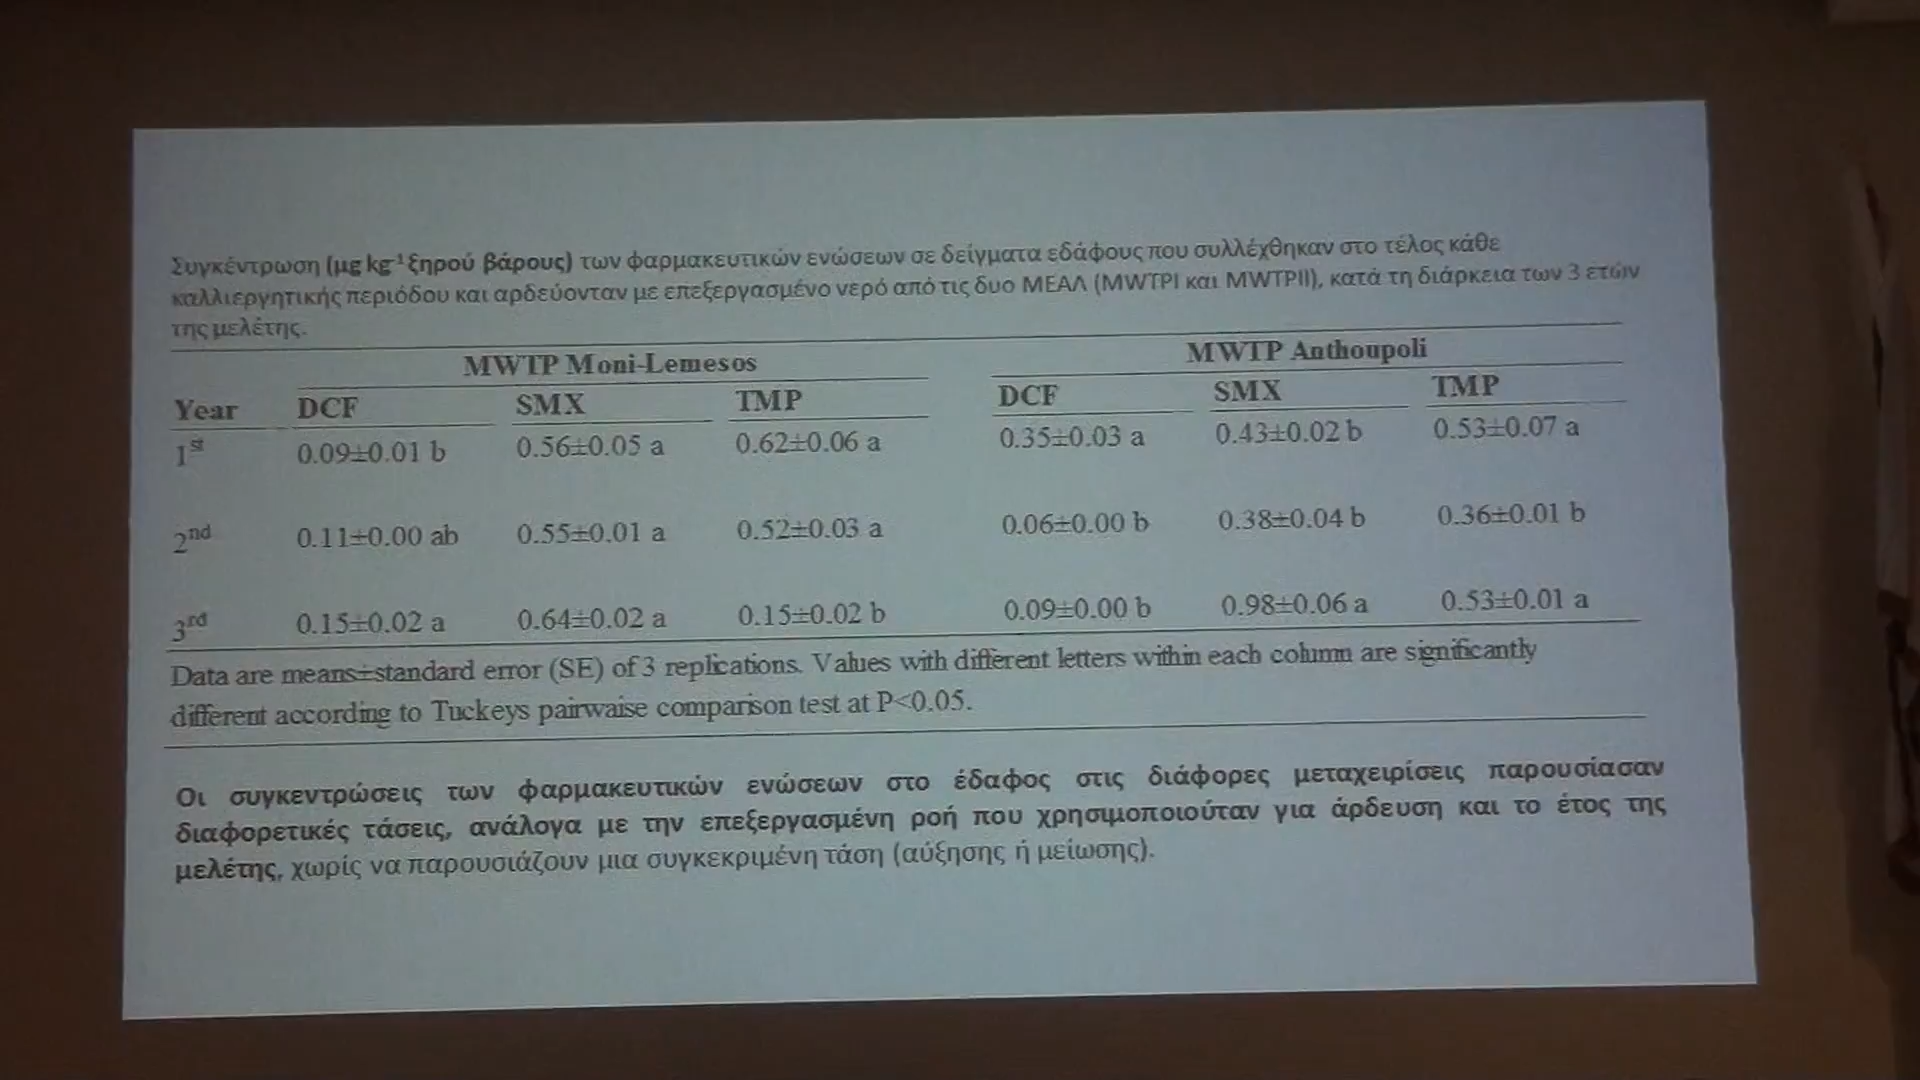 Συγκέντρωση (μg kg⁻¹ ξηρού βάρους) των φαρμακευτικών ενώσεων σε δείγματα εδάφους που συλλέχθηκαν στο τέλος κάθε
καλλιεργητικής περιόδου και αρδεύονταν με επεξεργασμένο νερό από τις δυο ΜΕΑΛ (MWTPI και MWTPII), κατά τη διάρκεια των 3 ετών
της μελέτης.
MWTP Moni-Lemesos MWTP Anthoupoli
Year DCF SMX TMP DCF SMX TMP
1st 0.09±0.01 b 0.56±0.05 a 0.62±0.06 a 0.35±0.03 a 0.43±0.02 b 0.53±0.07 a
2nd 0.11±0.00 ab 0.55±0.01 a 0.52±0.03 a 0.06±0.00 b 0.38±0.04 b 0.36±0.01 b
3rd 0.15±0.02 a 0.64±0.02 a 0.15±0.02 b 0.09±0.00 b 0.98±0.06 a 0.53±0.01 a
Data are means±standard error (SE) of 3 replications. Values with different letters within each column are significantly
different according to Tuckeys pairwaise comparison test at P<0.05.
Οι συγκεντρώσεις των φαρμακευτικών ενώσεων στο έδαφος στις διάφορες μεταχειρίσεις παρουσίασαν
διαφορετικές τάσεις, ανάλογα με την επεξεργασμένη ροή που χρησιμοποιούταν για άρδευση και το έτος της
μελέτης, χωρίς να παρουσιάζουν μια συγκεκριμένη τάση (αύξησης ή μείωσης).